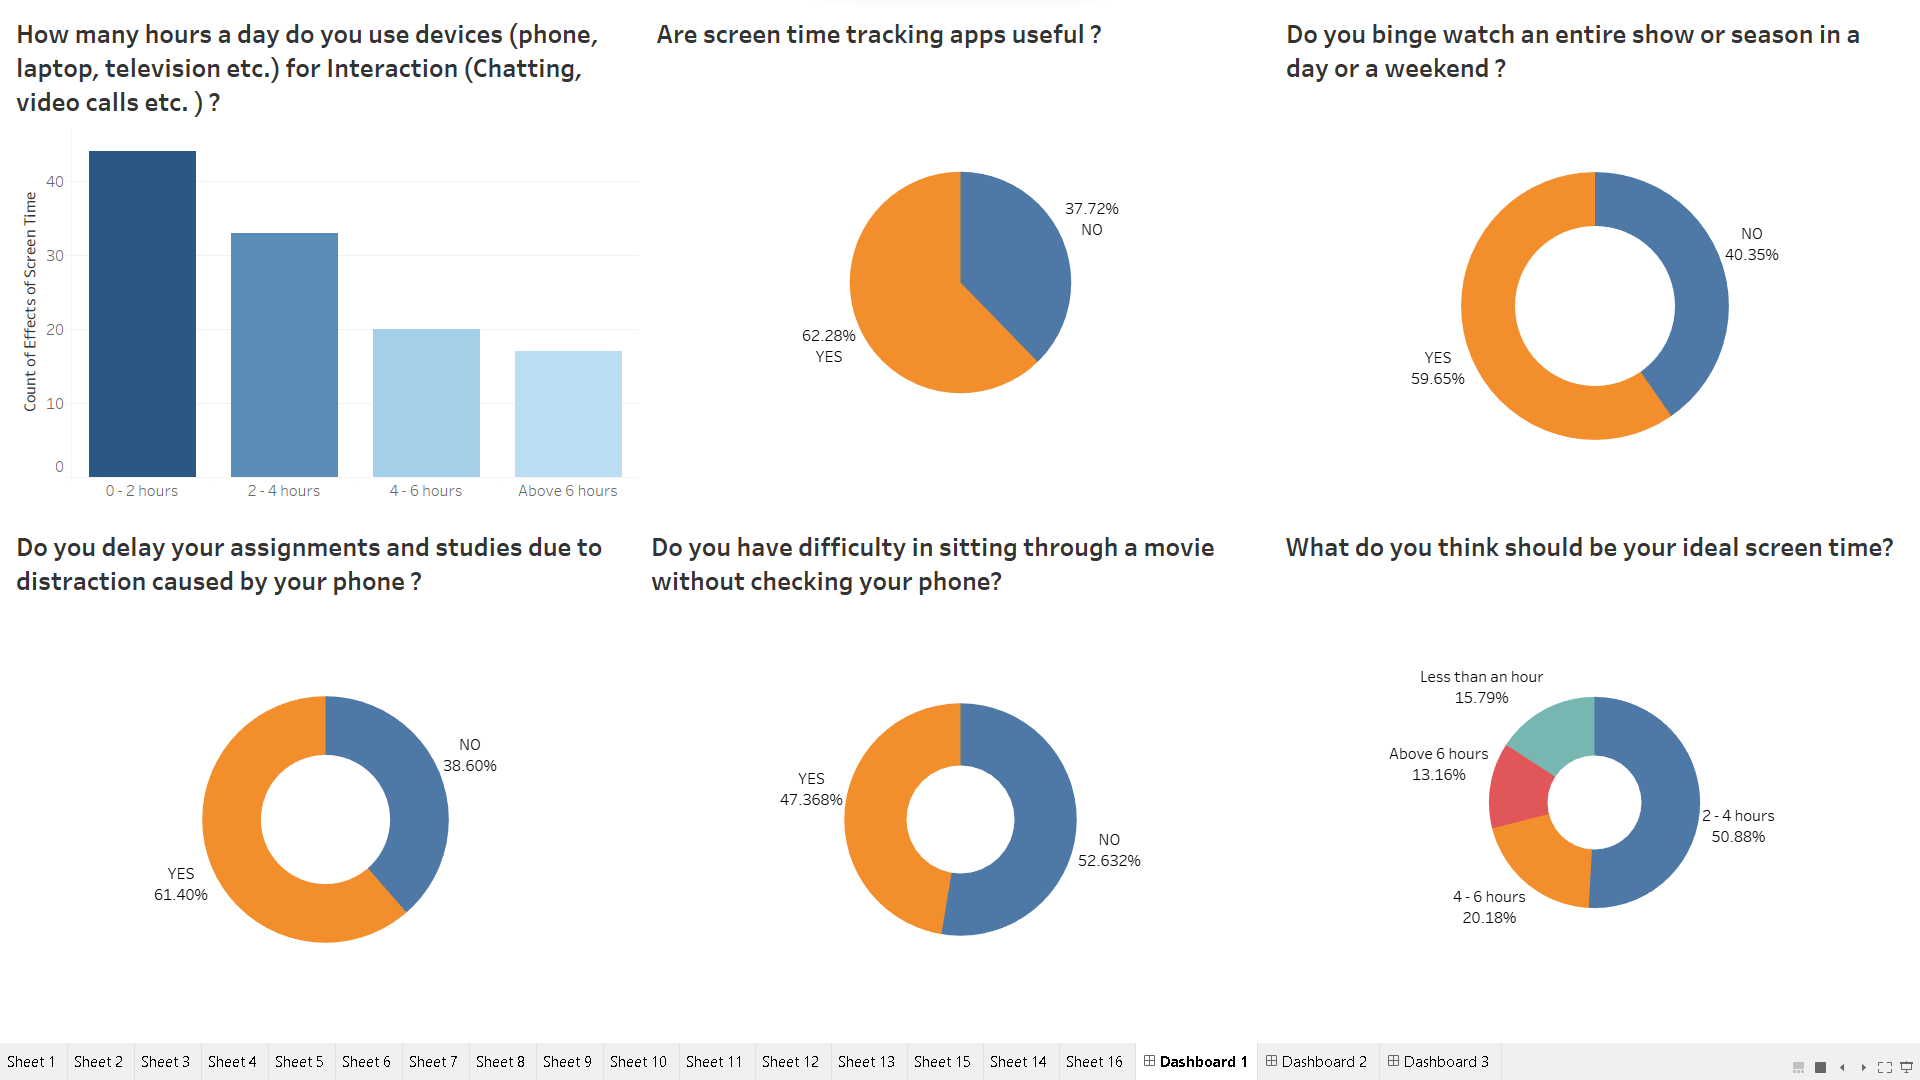 How many hours a day do you use devices (phone,
laptop, television etc.) for Interaction (Chatting,
video calls etc. ) ?
Count of Effects of Screen Time
40
30
20
10
0
0 - 2 hours
2 - 4 hours
4 - 6 hours
Above 6 hours
Are screen time tracking apps useful ?
37.72%
NO
62.28%
YES
Do you binge watch an entire show or season in a
day or a weekend ?
NO
40.35%
YES
59.65%
Do you delay your assignments and studies due to
distraction caused by your phone ?
NO
38.60%
YES
61.40%
Do you have difficulty in sitting through a movie
without checking your phone?
YES
47.368%
NO
52.632%
What do you think should be your ideal screen time?
Less than an hour
15.79%
Above 6 hours
13.16%
2 - 4 hours
50.88%
4 - 6 hours
20.18%
Sheet 1
Sheet 2
Sheet 3
Sheet 4
Sheet 5
Sheet 6
Sheet 7
Sheet 8
Sheet 9
Sheet 10
Sheet 11
Sheet 12
Sheet 13
Sheet 15
Sheet 14
Sheet 16
Dashboard 1
Dashboard 2
Dashboard 3